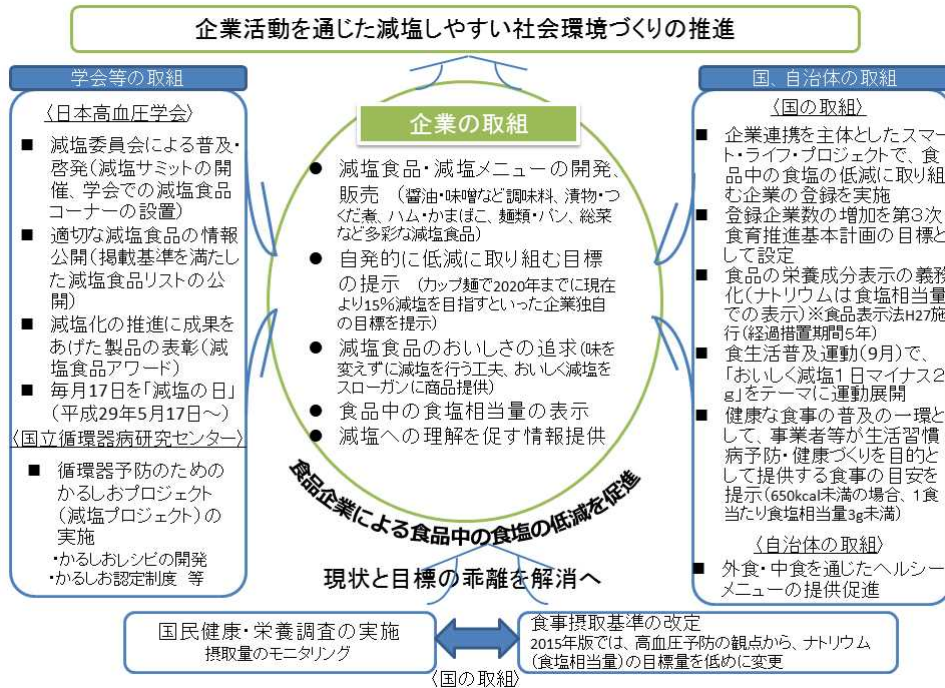 企業活動を通じた減塩しやすい社会環境づくりの推進
学会等の取組
〈日本高血圧学会〉
■ 減塩委員会による普及・
啓発(減塩サミットの開
催、学会での減塩食品
コーナーの設置)
■ 適切な減塩食品の情報
公開(掲載基準を満たし
た減塩食品リストの公
開)
■ 減塩化の推進に成果を
あげた製品の表彰(減
塩食品アワード)
■ 毎月17日を「減塩の日」
(平成29年5月17日～)
〈国立循環器病研究センター〉
■ 循環器予防のための
かるしおプロジェクト
(減塩プロジェクト)の
実施
・かるしおレシピの開発
・かるしお認定制度 等
企業の取組
● 減塩食品・減塩メニューの開発、
販売 (醤油・味噌など調味料、漬物・つ
くだ煮、ハム・かまぼこ、麺類・パン、総菜
など多彩な減塩食品)
● 自発的に低減に取り組む目標
の提示 (カップ麺で2020年までに現在
より15%減塩を目指すといった企業独自
の目標を提示)
● 減塩食品のおいしさの追求(味を
変えずに減塩を行う工夫、おいしく減塩を
スローガンに商品提供)
● 食品中の食塩相当量の表示
● 減塩への理解を促す情報提供
食品企業による食品中の食塩の低減を促進
国、自治体の取組
〈国の取組〉
■ 企業連携を主体としたスマー
ト・ライフ・プロジェクトで、食
品中の食塩の低減に取り組
む企業の登録を実施
■ 登録企業数の増加を第3次
食育推進基本計画の目標と
して設定
■ 食品の栄養成分表示の義務
化(ナトリウムは食塩相当量
での表示)※食品表示法H27施
行(経過措置期間5年)
■ 食生活普及運動(9月)で、
「おいしく減塩1日マイナス2
g」をテーマに運動展開
■ 健康な食事の普及の一環と
して、事業者等が生活習慣
病予防・健康づくりを目的と
して提供する食事の目安を
提示(650kcal未満の場合、1食
当たり食塩相当量3g未満)
〈自治体の取組〉
■ 外食・中食を通じたヘルシー
メニューの提供促進
現状と目標の乖離を解消へ
国民健康・栄養調査の実施
摂取量のモニタリング
食事摂取基準の改定
2015年版では、高血圧予防の観点から、ナトリウム
(食塩相当量)の目標量を低めに変更
〈国の取組〉